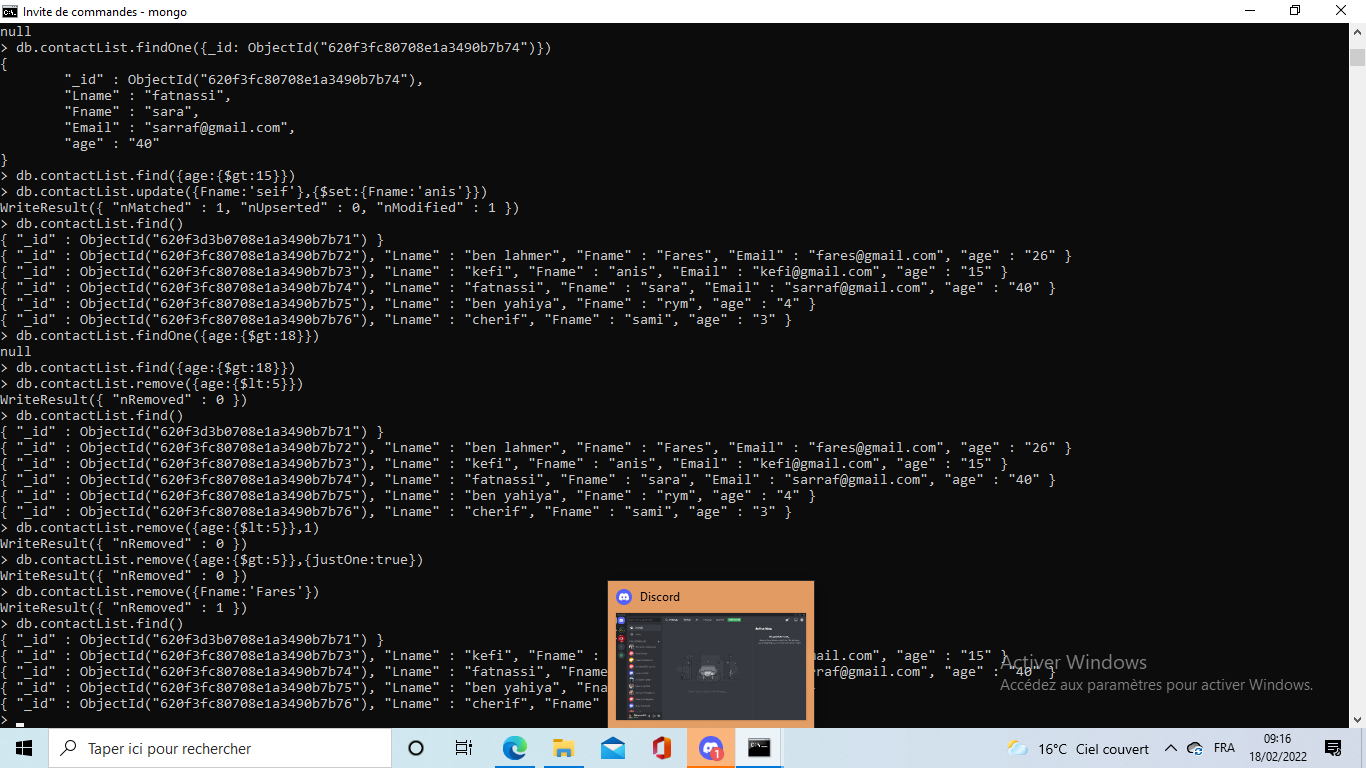 Invite de commandes - mongo
null
> db.contactList.findOne({_id: ObjectId("620f3fc80708e1a3490b7b74")})
{
        "_id" : ObjectId("620f3fc80708e1a3490b7b74"),
        "Lname" : "fatnassi",
        "Fname" : "sara",
        "Email" : "sarraf@gmail.com",
        "age" : "40"
}
> db.contactList.find({age:{$gt:15}})
> db.contactList.update({Fname:'seif'},{$set:{Fname:'anis'}})
WriteResult({ "nMatched" : 1, "nUpserted" : 0, "nModified" : 1 })
> db.contactList.find()
{ "_id" : ObjectId("620f3d3b0708e1a3490b7b71") }
{ "_id" : ObjectId("620f3fc80708e1a3490b7b72"), "Lname" : "ben lahmer", "Fname" : "Fares", "Email" : "fares@gmail.com", "age" : "26" }
{ "_id" : ObjectId("620f3fc80708e1a3490b7b73"), "Lname" : "kefi", "Fname" : "anis", "Email" : "kefi@gmail.com", "age" : "15" }
{ "_id" : ObjectId("620f3fc80708e1a3490b7b74"), "Lname" : "fatnassi", "Fname" : "sara", "Email" : "sarraf@gmail.com", "age" : "40" }
{ "_id" : ObjectId("620f3fc80708e1a3490b7b75"), "Lname" : "ben yahiya", "Fname" : "rym", "age" : "4" }
{ "_id" : ObjectId("620f3fc80708e1a3490b7b76"), "Lname" : "cherif", "Fname" : "sami", "age" : "3" }
> db.contactList.findOne({age:{$gt:18}})
null
> db.contactList.find({age:{$gt:18}})
> db.contactList.remove({age:{$lt:5}})
WriteResult({ "nRemoved" : 0 })
> db.contactList.find()
{ "_id" : ObjectId("620f3d3b0708e1a3490b7b71") }
{ "_id" : ObjectId("620f3fc80708e1a3490b7b72"), "Lname" : "ben lahmer", "Fname" : "Fares", "Email" : "fares@gmail.com", "age" : "26" }
{ "_id" : ObjectId("620f3fc80708e1a3490b7b73"), "Lname" : "kefi", "Fname" : "anis", "Email" : "kefi@gmail.com", "age" : "15" }
{ "_id" : ObjectId("620f3fc80708e1a3490b7b74"), "Lname" : "fatnassi", "Fname" : "sara", "Email" : "sarraf@gmail.com", "age" : "40" }
{ "_id" : ObjectId("620f3fc80708e1a3490b7b75"), "Lname" : "ben yahiya", "Fname" : "rym", "age" : "4" }
{ "_id" : ObjectId("620f3fc80708e1a3490b7b76"), "Lname" : "cherif", "Fname" : "sami", "age" : "3" }
> db.contactList.remove({age:{$lt:5}},1)
WriteResult({ "nRemoved" : 0 })
> db.contactList.remove({age:{$gt:5}},{justOne:true})
WriteResult({ "nRemoved" : 0 })
> db.contactList.remove({Fname:'Fares'})
WriteResult({ "nRemoved" : 1 })
> db.contactList.find()
{ "_id" : ObjectId("620f3d3b0708e1a3490b7b71") }
{ "_id" : ObjectId("620f3fc80708e1a3490b7b73"), "Lname" : "kefi", "Fname" : ail.com", "age" : "15" }
{ "_id" : ObjectId("620f3fc80708e1a3490b7b74"), "Lname" : "fatnassi", "Fname mail.com", "age" : "40" }
{ "_id" : ObjectId("620f3fc80708e1a3490b7b75"), "Lname" : "ben yahiya", "Fna }
{ "_id" : ObjectId("620f3fc80708e1a3490b7b76"), "Lname" : "cherif", "Fname"
>
Discord
Activer Windows
Accédez aux paramètres pour activer Windows.
Taper ici pour rechercher
1
16°C Ciel couvert
FRA
09:16
18/02/2022